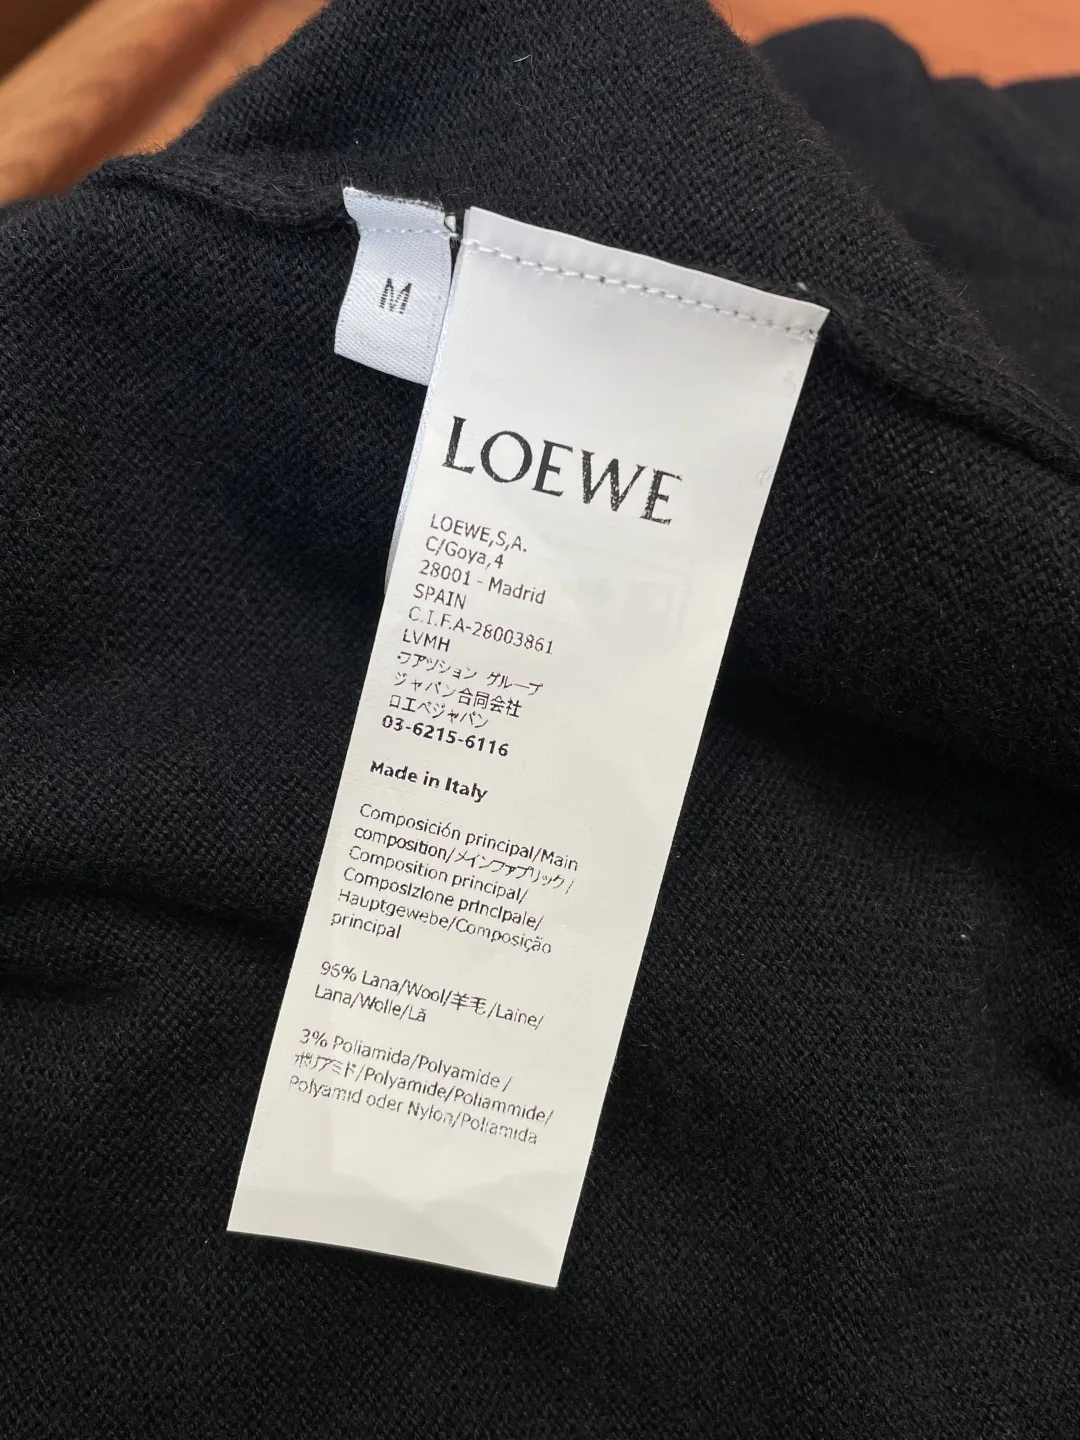 M
LOEWE
LOEWE,S,A.
C/Goya,4
28001 - Madrid
SPAIN
C.I.F.A-28003861
LVMH
ファッション グループ
ジャパン合同会社
ロエベジャパン
03-6215-6116
Made in Italy
Composición principal/Main
composition/メインファブリック/
Composition principal/
Composizione principale/
Hauptgewebe/Composição
principal
96% Lana/Wool/羊毛/Laine/
Lana/Wolle/Lã
3% Poliamida/Polyamide /
ポリアミド/Polyamide/Poliammide/
Polyamid oder Nylon/Poliamida